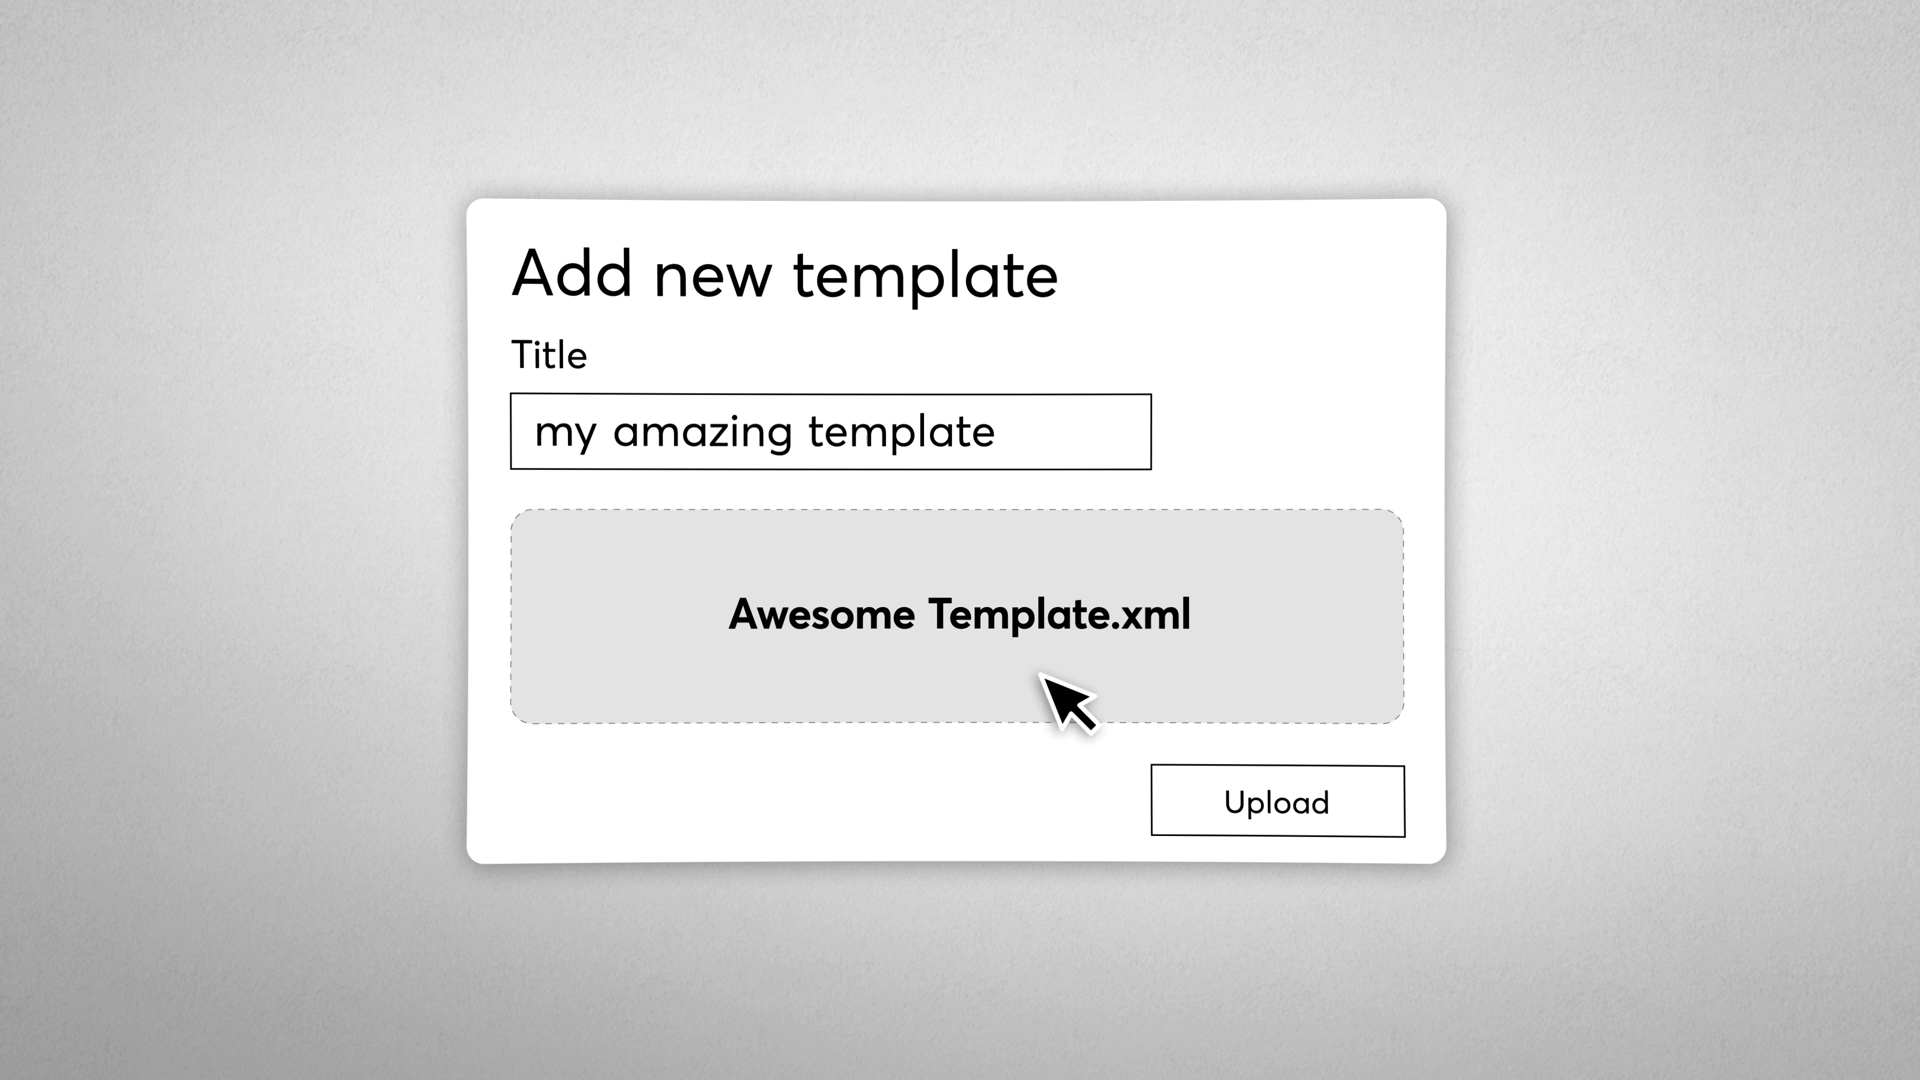 Add new template
Title
my amazing template
Awesome Template.xml
Upload